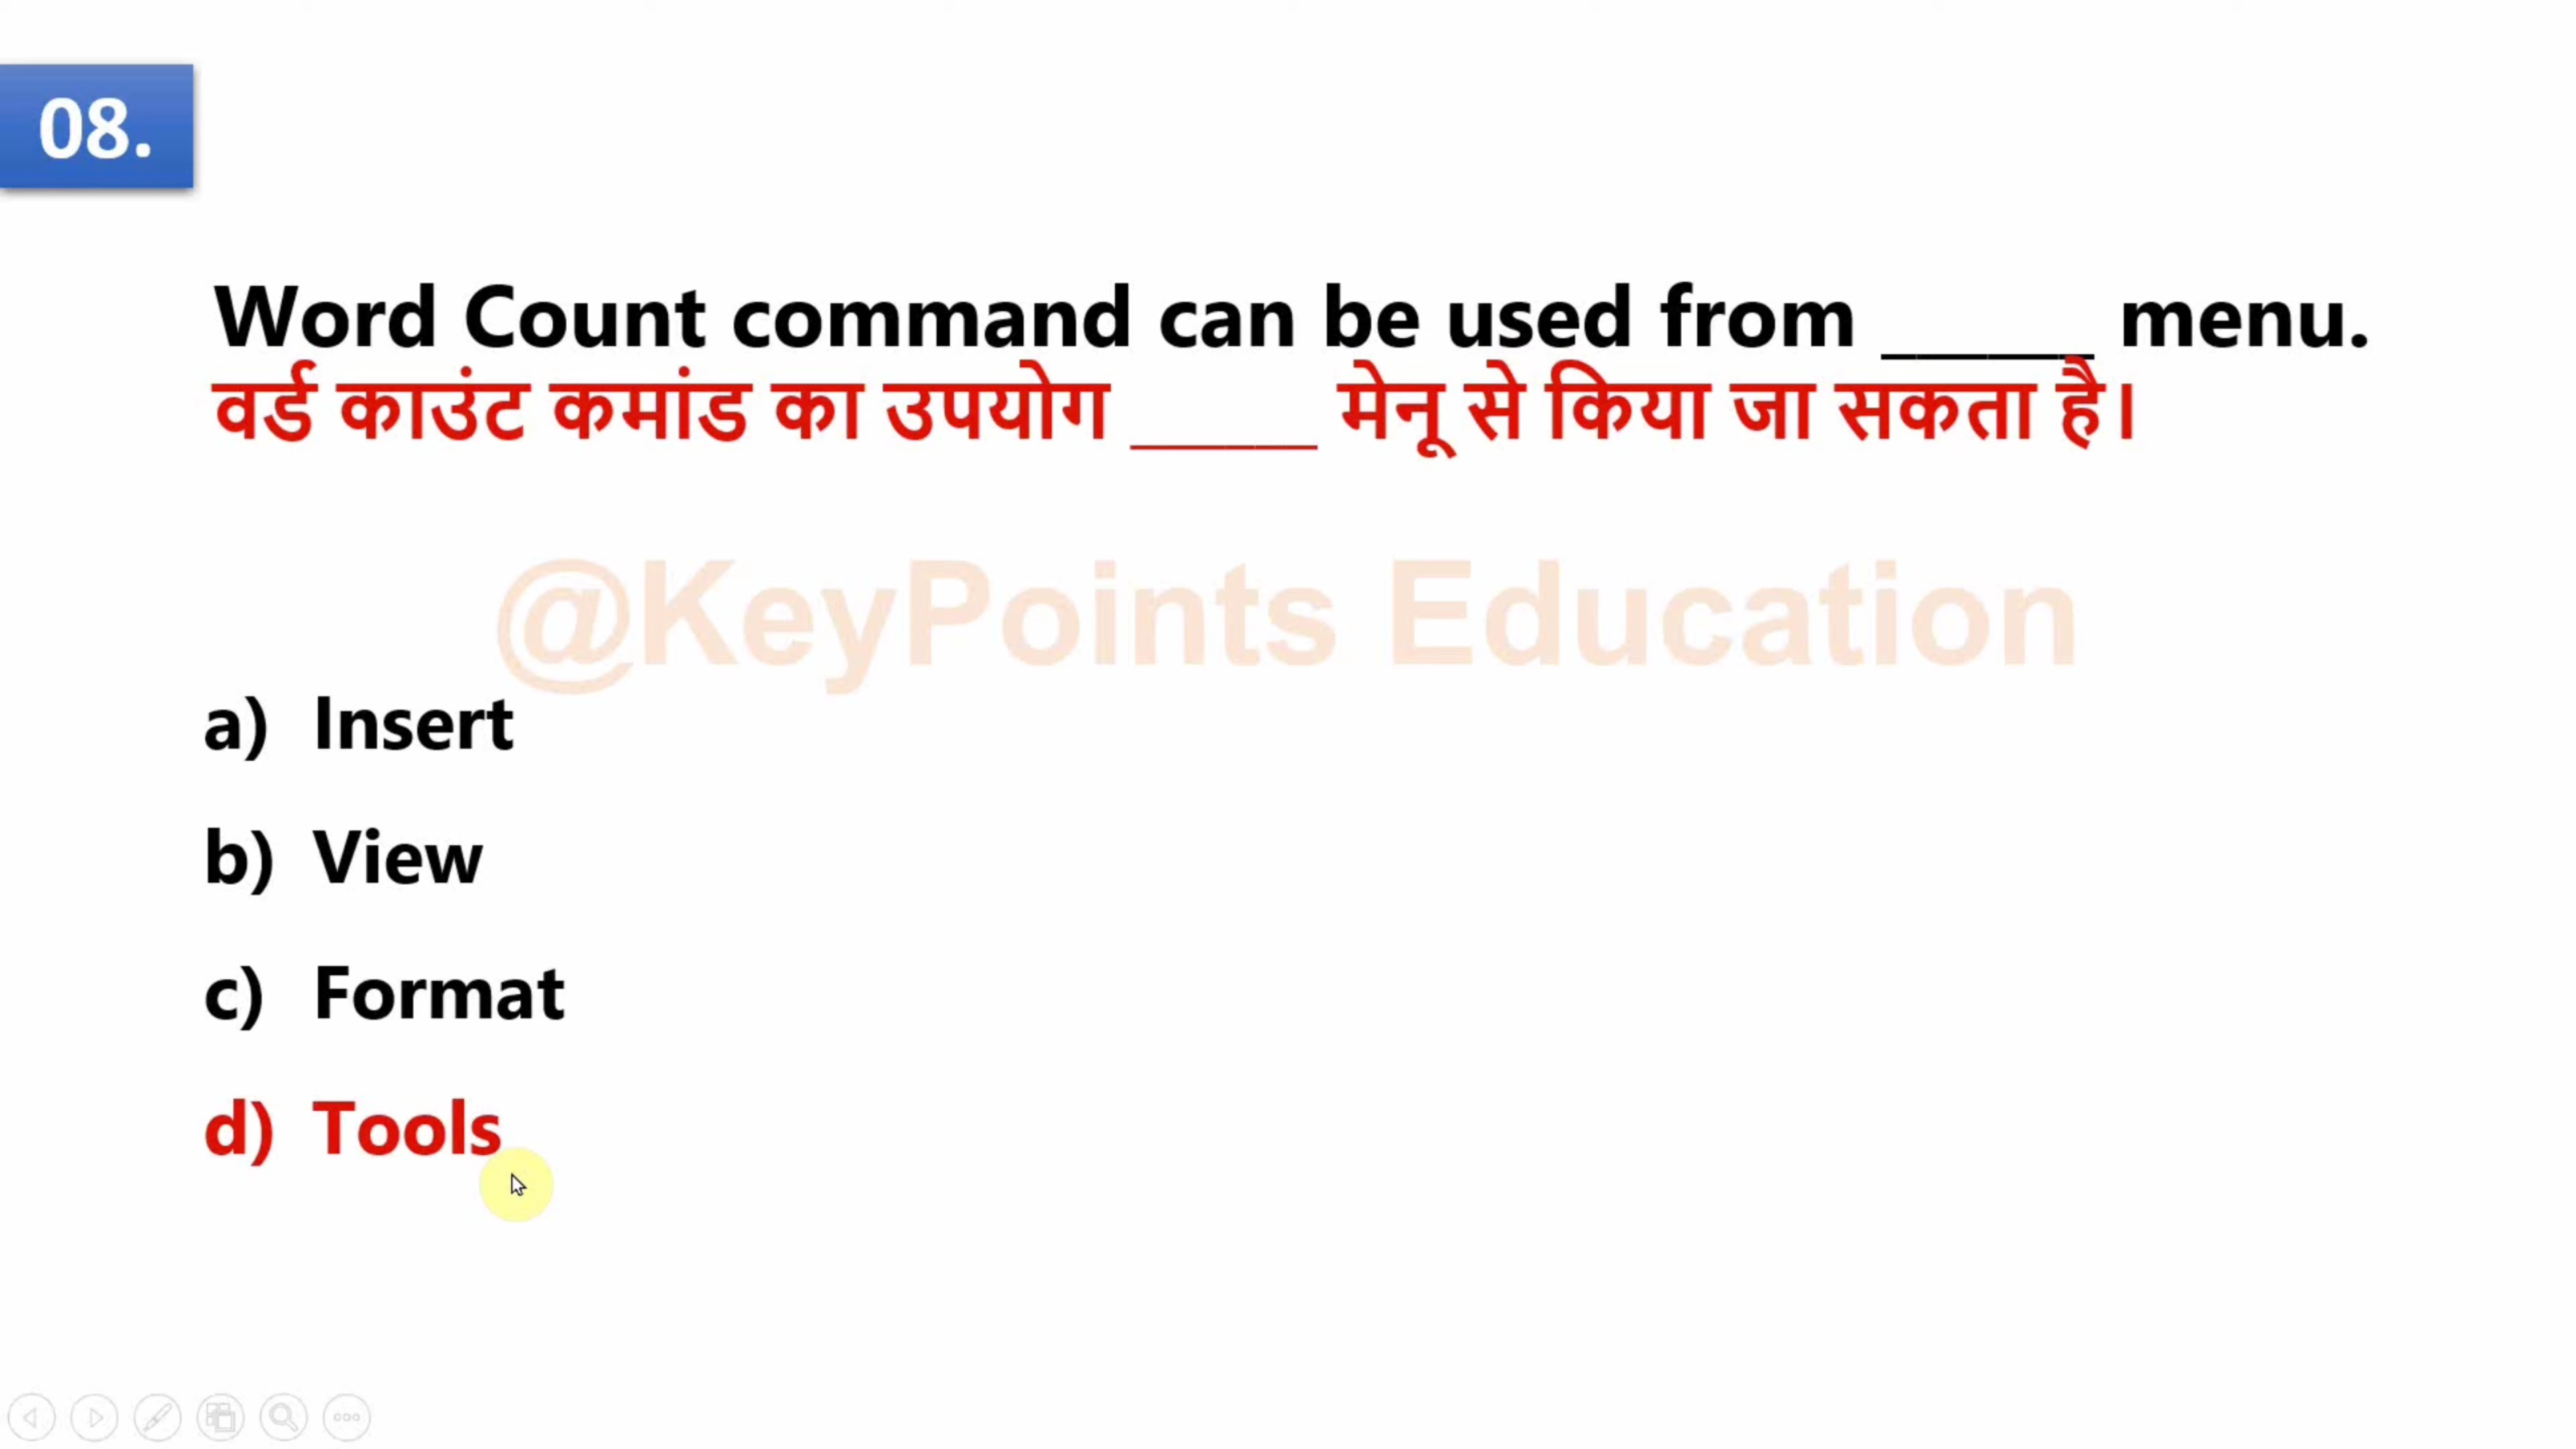 08.
Word Count command can be used from ______ menu.
वर्ड काउंट कमांड का उपयोग ______ मेनू से किया जा सकता है।
@KeyPoints Education
a) Insert
b) View
c) Format
d) Tools